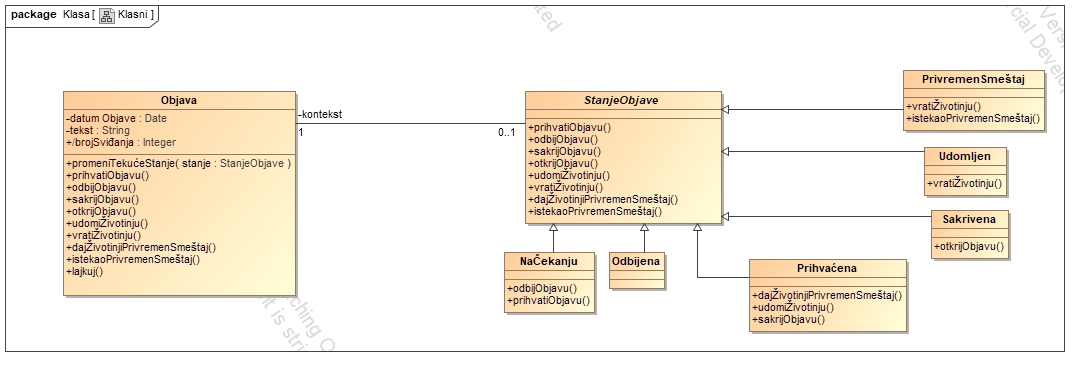 package Klasa [ Klasni ]
Objava
-datum Objave : Date
-tekst : String
+/brojSviđanja : Integer
+promeniTekućeStanje( stanje : StanjeObjave )
+prihvatiObjavu()
+odbijObjavu()
+sakrijObjavu()
+otkrijObjavu()
+udomiŽivotinju()
+vratiŽivotinju()
+dajŽivotinjiPrivremenSmeštaj()
+istekaoPrivremenSmeštaj()
+lajkuj()
-kontekst
1
0..1
StanjeObjave
+prihvatiObjavu()
+odbijObjavu()
+sakrijObjavu()
+otkrijObjavu()
+udomiŽivotinju()
+vratiŽivotinju()
+dajŽivotinjiPrivremenSmeštaj()
+istekaoPrivremenSmeštaj()
PrivremenSmeštaj
+vratiŽivotinju()
+istekaoPrivremenSmeštaj()
Udomljen
+vratiŽivotinju()
Sakrivena
+otkrijObjavu()
NaČekanju
+odbijObjavu()
+prihvatiObjavu()
Odbijena
Prihvaćena
+dajŽivotinjiPrivremenSmeštaj()
+udomiŽivotinju()
+sakrijObjavu()